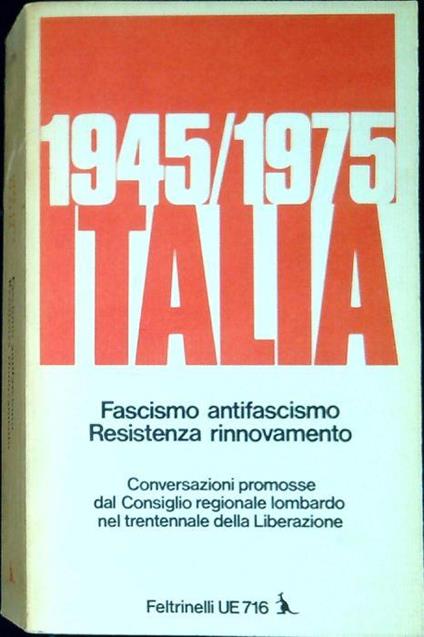 1945/1975
ITALIA
Fascismo antifascismo
Resistenza rinnovamento
Conversazioni promosse
dal Consiglio regionale lombardo
nel trentennale della Liberazione
Feltrinelli UE 716